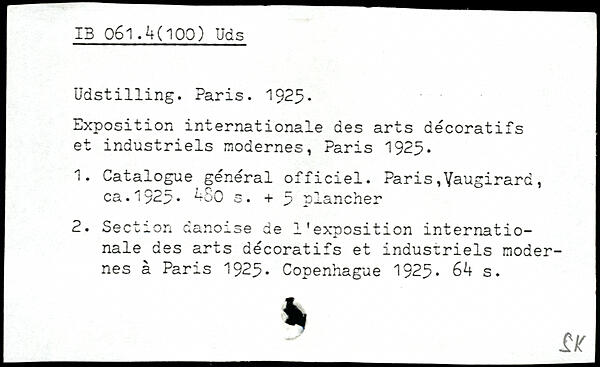 IB 061.4(100) Uds
Udstilling. Paris. 1925.
Exposition internationale des arts décoratifs
et industriels modernes, Paris 1925.
1. Catalogue général officiel. Paris,Vaugirard,
ca.1925. 480 s. + 5 plancher
2. Section danoise de l'exposition internatio-
nale des arts décoratifs et industriels moder-
nes à Paris 1925. Copenhague 1925. 64 s.
SK